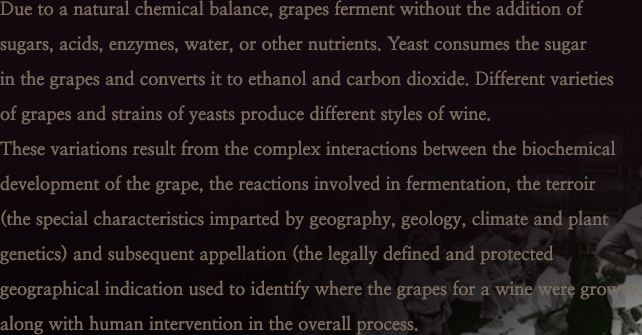 Due to a natural chemical balance, grapes ferment without the addition of
sugars, acids, enzymes, water, or other nutrients. Yeast consumes the sugar
in the grapes and converts it to ethanol and carbon dioxide. Different varieties
of grapes and strains of yeasts produce different styles of wine.
These variations result from the complex interactions between the biochemical
development of the grape, the reactions involved in fermentation, the terroir
(the special characteristics imparted by geography, geology, climate and plant
genetics) and subsequent appellation (the legally defined and protected
geographical indication used to identify where the grapes for a wine were grown
along with human intervention in the overall process.